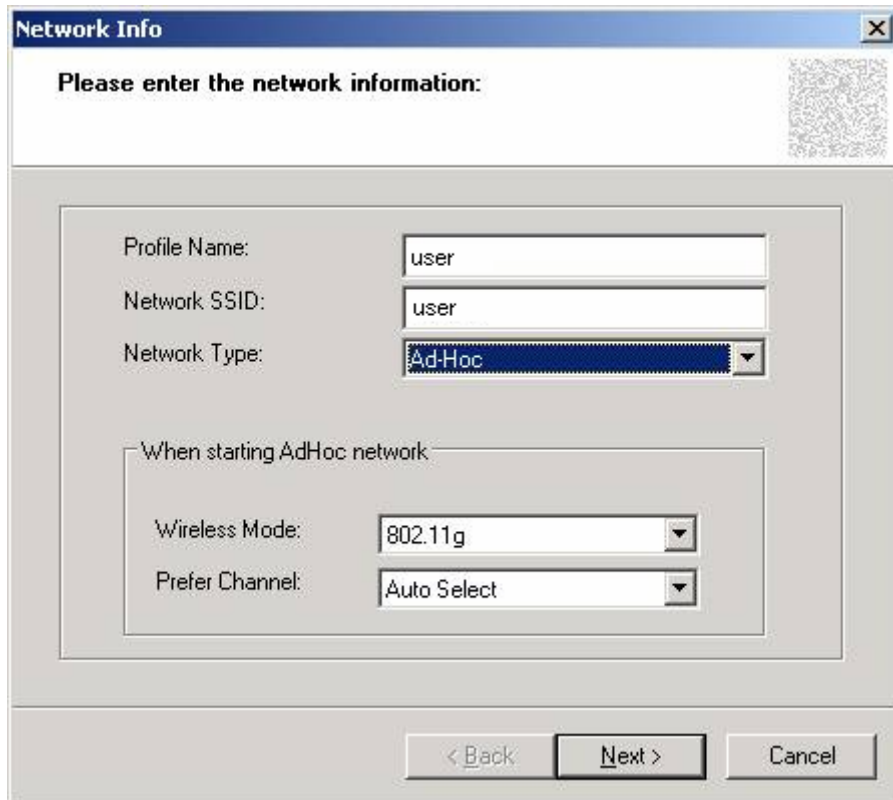 Network Info
Please enter the network information:
Profile Name: user
Network SSID: user
Network Type: Ad-Hoc
When starting AdHoc network
Wireless Mode: 802.11g
Prefer Channel: Auto Select
< Back Next > Cancel